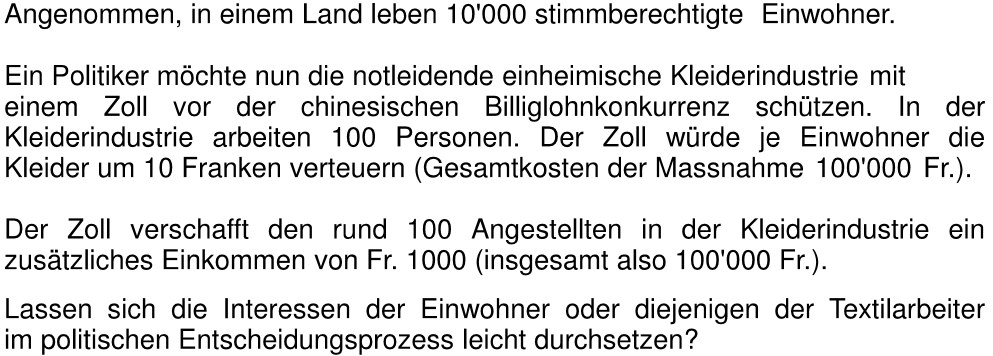 Angenommen, in einem Land leben 10'000 stimmberechtigte Einwohner.
Ein Politiker möchte nun die notleidende einheimische Kleiderindustrie mit
einem Zoll vor der chinesischen Billiglohnkonkurrenz schützen. In der
Kleiderindustrie arbeiten 100 Personen. Der Zoll würde je Einwohner die
Kleider um 10 Franken verteuern (Gesamtkosten der Massnahme 100'000 Fr.).
Der Zoll verschafft den rund 100 Angestellten in der Kleiderindustrie ein
zusätzliches Einkommen von Fr. 1000 (insgesamt also 100'000 Fr.).
Lassen sich die Interessen der Einwohner oder diejenigen der Textilarbeiter
im politischen Entscheidungsprozess leicht durchsetzen?